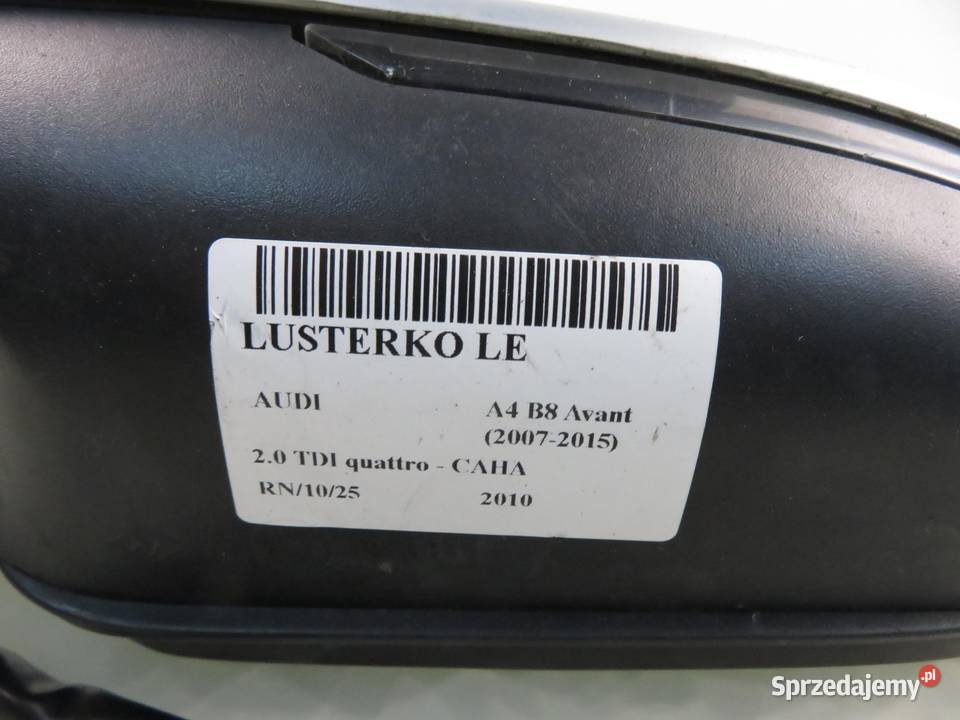 LUSTERKO LE
AUDI
A4 B8 Avant
(2007-2015)
2.0 TDI quattro - CAHA
RN/10/25 2010
Sprzedajemy.pl